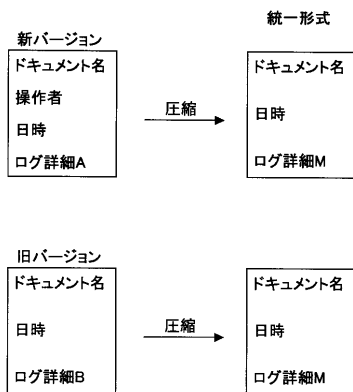 統一形式
新バージョン
ドキュメント名
操作者
日時
ログ詳細A
圧縮
ドキュメント名
日時
ログ詳細M
旧バージョン
ドキュメント名
日時
ログ詳細B
圧縮
ドキュメント名
日時
ログ詳細M